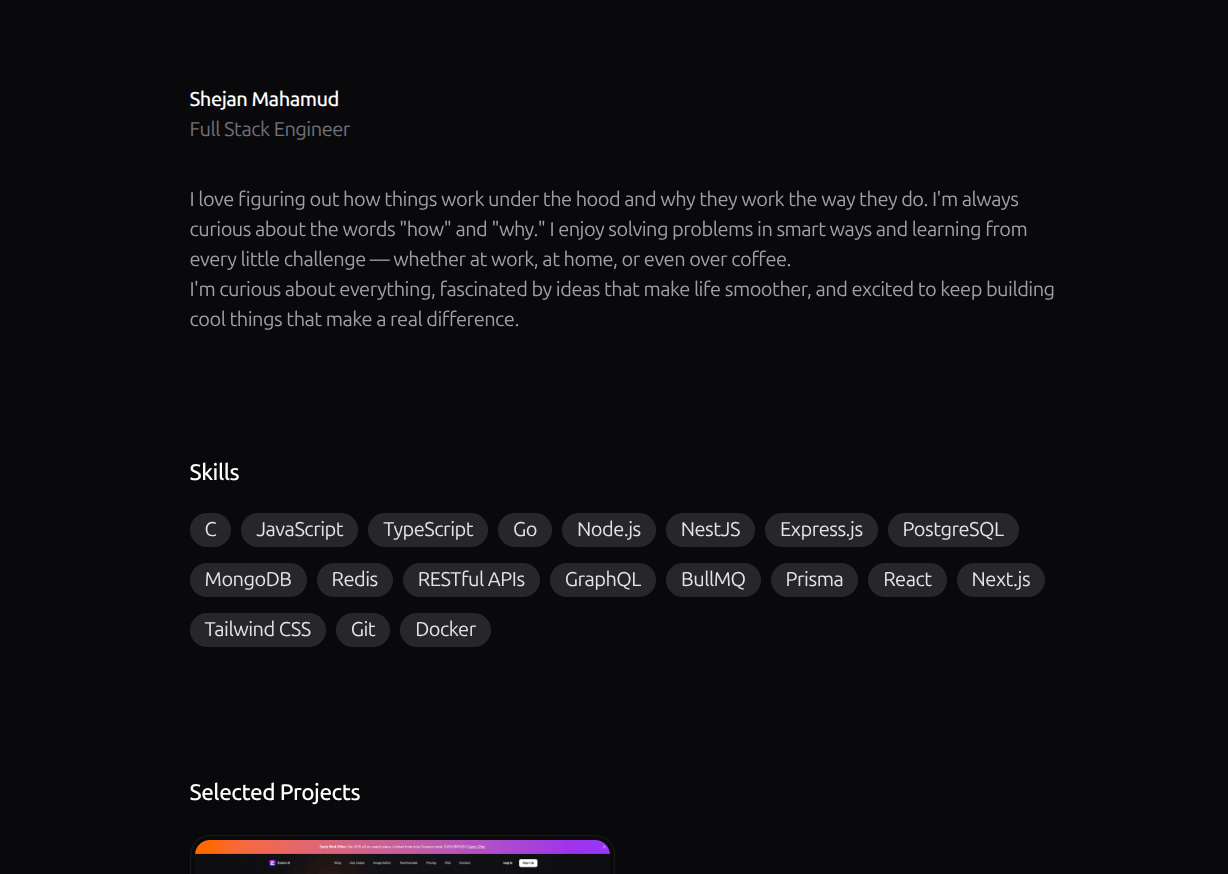 Shejan Mahamud
Full Stack Engineer
I love figuring out how things work under the hood and why they work the way they do. I'm always
curious about the words "how" and "why." I enjoy solving problems in smart ways and learning from
every little challenge — whether at work, at home, or even over coffee.
I'm curious about everything, fascinated by ideas that make life smoother, and excited to keep building
cool things that make a real difference.
Skills
C JavaScript TypeScript Go Node.js NestJS Express.js PostgreSQL
MongoDB Redis RESTful APIs GraphQL BullMQ Prisma React Next.js
Tailwind CSS Git Docker
Selected Projects